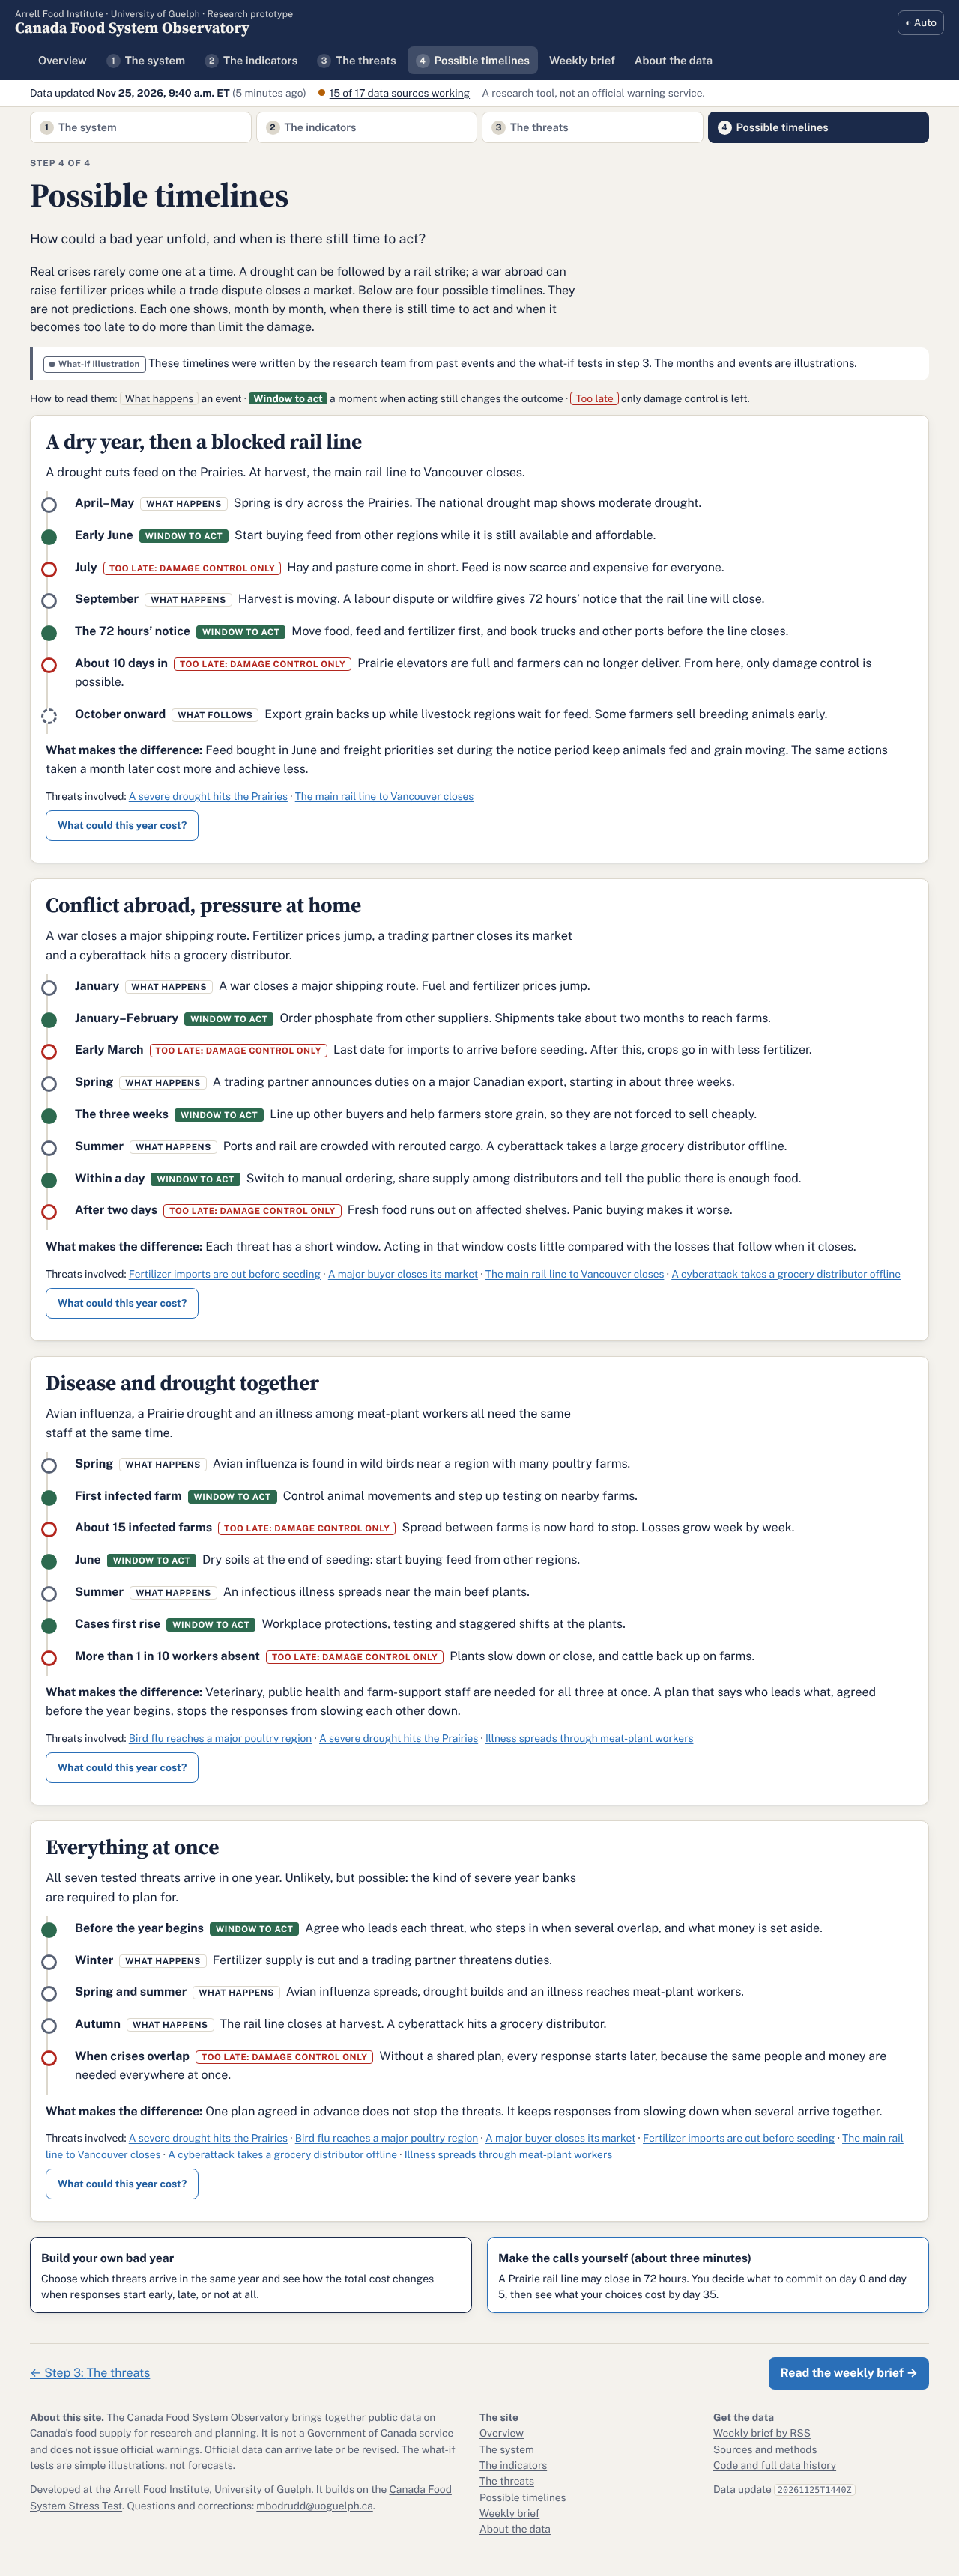 Arrell Food Institute · University of Guelph · Research prototype
Canada Food System Observatory
Auto
Overview 1 The system 2 The indicators 3 The threats 4 Possible timelines Weekly brief About the data
Data updated Nov 25, 2026, 9:40 a.m. ET (5 minutes ago) 15 of 17 data sources working A research tool, not an official warning service.
1 The system 2 The indicators 3 The threats 4 Possible timelines
STEP 4 OF 4
Possible timelines
How could a bad year unfold, and when is there still time to act?
Real crises rarely come one at a time. A drought can be followed by a rail strike; a war abroad can
raise fertilizer prices while a trade dispute closes a market. Below are four possible timelines. They
are not predictions. Each one shows, month by month, when there is still time to act and when it
becomes too late to do more than limit the damage.
What-if illustration These timelines were written by the research team from past events and the what-if tests in step 3. The months and events are illustrations.
How to read them: What happens an event · Window to act a moment when acting still changes the outcome · Too late only damage control is left.
A dry year, then a blocked rail line
A drought cuts feed on the Prairies. At harvest, the main rail line to Vancouver closes.
April–May WHAT HAPPENS Spring is dry across the Prairies. The national drought map shows moderate drought.
Early June WINDOW TO ACT Start buying feed from other regions while it is still available and affordable.
July TOO LATE: DAMAGE CONTROL ONLY Hay and pasture come in short. Feed is now scarce and expensive for everyone.
September WHAT HAPPENS Harvest is moving. A labour dispute or wildfire gives 72 hours’ notice that the rail line will close.
The 72 hours’ notice WINDOW TO ACT Move food, feed and fertilizer first, and book trucks and other ports before the line closes.
About 10 days in TOO LATE: DAMAGE CONTROL ONLY Prairie elevators are full and farmers can no longer deliver. From here, only damage control is
possible.
October onward WHAT FOLLOWS Export grain backs up while livestock regions wait for feed. Some farmers sell breeding animals early.
What makes the difference: Feed bought in June and freight priorities set during the notice period keep animals fed and grain moving. The same actions
taken a month later cost more and achieve less.
Threats involved: A severe drought hits the Prairies · The main rail line to Vancouver closes
What could this year cost?
Conflict abroad, pressure at home
A war closes a major shipping route. Fertilizer prices jump, a trading partner closes its market
and a cyberattack hits a grocery distributor.
January WHAT HAPPENS A war closes a major shipping route. Fuel and fertilizer prices jump.
January–February WINDOW TO ACT Order phosphate from other suppliers. Shipments take about two months to reach farms.
Early March TOO LATE: DAMAGE CONTROL ONLY Last date for imports to arrive before seeding. After this, crops go in with less fertilizer.
Spring WHAT HAPPENS A trading partner announces duties on a major Canadian export, starting in about three weeks.
The three weeks WINDOW TO ACT Line up other buyers and help farmers store grain, so they are not forced to sell cheaply.
Summer WHAT HAPPENS Ports and rail are crowded with rerouted cargo. A cyberattack takes a large grocery distributor offline.
Within a day WINDOW TO ACT Switch to manual ordering, share supply among distributors and tell the public there is enough food.
After two days TOO LATE: DAMAGE CONTROL ONLY Fresh food runs out on affected shelves. Panic buying makes it worse.
What makes the difference: Each threat has a short window. Acting in that window costs little compared with the losses that follow when it closes.
Threats involved: Fertilizer imports are cut before seeding · A major buyer closes its market · The main rail line to Vancouver closes · A cyberattack takes a grocery distributor offline
What could this year cost?
Disease and drought together
Avian influenza, a Prairie drought and an illness among meat-plant workers all need the same
staff at the same time.
Spring WHAT HAPPENS Avian influenza is found in wild birds near a region with many poultry farms.
First infected farm WINDOW TO ACT Control animal movements and step up testing on nearby farms.
About 15 infected farms TOO LATE: DAMAGE CONTROL ONLY Spread between farms is now hard to stop. Losses grow week by week.
June WINDOW TO ACT Dry soils at the end of seeding: start buying feed from other regions.
Summer WHAT HAPPENS An infectious illness spreads near the main beef plants.
Cases first rise WINDOW TO ACT Workplace protections, testing and staggered shifts at the plants.
More than 1 in 10 workers absent TOO LATE: DAMAGE CONTROL ONLY Plants slow down or close, and cattle back up on farms.
What makes the difference: Veterinary, public health and farm-support staff are needed for all three at once. A plan that says who leads what, agreed
before the year begins, stops the responses from slowing each other down.
Threats involved: Bird flu reaches a major poultry region · A severe drought hits the Prairies · Illness spreads through meat-plant workers
What could this year cost?
Everything at once
All seven tested threats arrive in one year. Unlikely, but possible: the kind of severe year banks
are required to plan for.
Before the year begins WINDOW TO ACT Agree who leads each threat, who steps in when several overlap, and what money is set aside.
Winter WHAT HAPPENS Fertilizer supply is cut and a trading partner threatens duties.
Spring and summer WHAT HAPPENS Avian influenza spreads, drought builds and an illness reaches meat-plant workers.
Autumn WHAT HAPPENS The rail line closes at harvest. A cyberattack hits a grocery distributor.
When crises overlap TOO LATE: DAMAGE CONTROL ONLY Without a shared plan, every response starts later, because the same people and money are
needed everywhere at once.
What makes the difference: One plan agreed in advance does not stop the threats. It keeps responses from slowing down when several arrive together.
Threats involved: A severe drought hits the Prairies · Bird flu reaches a major poultry region · A major buyer closes its market · Fertilizer imports are cut before seeding · The main rail
line to Vancouver closes · A cyberattack takes a grocery distributor offline · Illness spreads through meat-plant workers
What could this year cost?
Build your own bad year
Choose which threats arrive in the same year and see how the total cost changes
when responses start early, late, or not at all.
Make the calls yourself (about three minutes)
A Prairie rail line may close in 72 hours. You decide what to commit on day 0 and day
5, then see what your choices cost by day 35.
← Step 3: The threats
Read the weekly brief →
About this site. The Canada Food System Observatory brings together public data on
Canada's food supply for research and planning. It is not a Government of Canada service
and does not issue official warnings. Official data can arrive late or be revised. The what-if
tests are simple illustrations, not forecasts.
Developed at the Arrell Food Institute, University of Guelph. It builds on the Canada Food
System Stress Test. Questions and corrections: mbodrudd@uoguelph.ca.
The site
Overview
The system
The indicators
The threats
Possible timelines
Weekly brief
About the data
Get the data
Weekly brief by RSS
Sources and methods
Code and full data history
Data update 20261125T1440Z